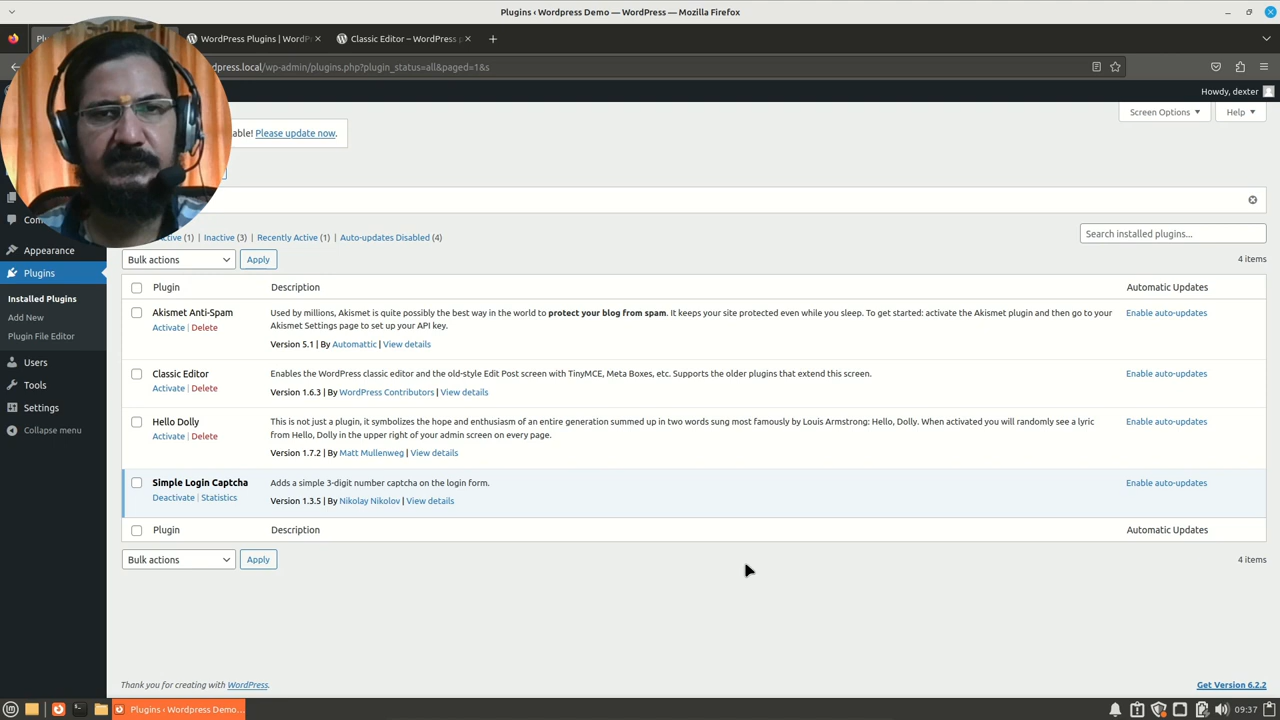 Plugins ‹ Wordpress Demo — WordPress — Mozilla Firefox
WordPress Plugins | WordP
Classic Editor – WordPress p
dpress.local/wp-admin/plugins.php?plugin_status=all&paged=1&s
Howdy, dexter
Screen Options
Help
able! Please update now.
Com
Appearance
Plugins
Installed Plugins
Add New
Plugin File Editor
Users
Tools
Settings
Collapse menu
Active (1) | Inactive (3) | Recently Active (1) | Auto-updates Disabled (4)
Search installed plugins...
Bulk actions
Apply
4 items
Plugin
Description
Automatic Updates
Akismet Anti-Spam
Activate | Delete
Used by millions, Akismet is quite possibly the best way in the world to protect your blog from spam. It keeps your site protected even while you sleep. To get started: activate the Akismet plugin and then go to your
Akismet Settings page to set up your API key.
Version 5.1 | By Automattic | View details
Enable auto-updates
Classic Editor
Activate | Delete
Enables the WordPress classic editor and the old-style Edit Post screen with TinyMCE, Meta Boxes, etc. Supports the older plugins that extend this screen.
Version 1.6.3 | By WordPress Contributors | View details
Enable auto-updates
Hello Dolly
Activate | Delete
This is not just a plugin, it symbolizes the hope and enthusiasm of an entire generation summed up in two words sung most famously by Louis Armstrong: Hello, Dolly. When activated you will randomly see a lyric
from Hello, Dolly in the upper right of your admin screen on every page.
Version 1.7.2 | By Matt Mullenweg | View details
Enable auto-updates
Simple Login Captcha
Deactivate | Statistics
Adds a simple 3-digit number captcha on the login form.
Version 1.3.5 | By Nikolay Nikolov | View details
Enable auto-updates
Plugin
Description
Automatic Updates
Bulk actions
Apply
4 items
Thank you for creating with WordPress.
Get Version 6.2.2
Plugins ‹ Wordpress Demo...
09:37